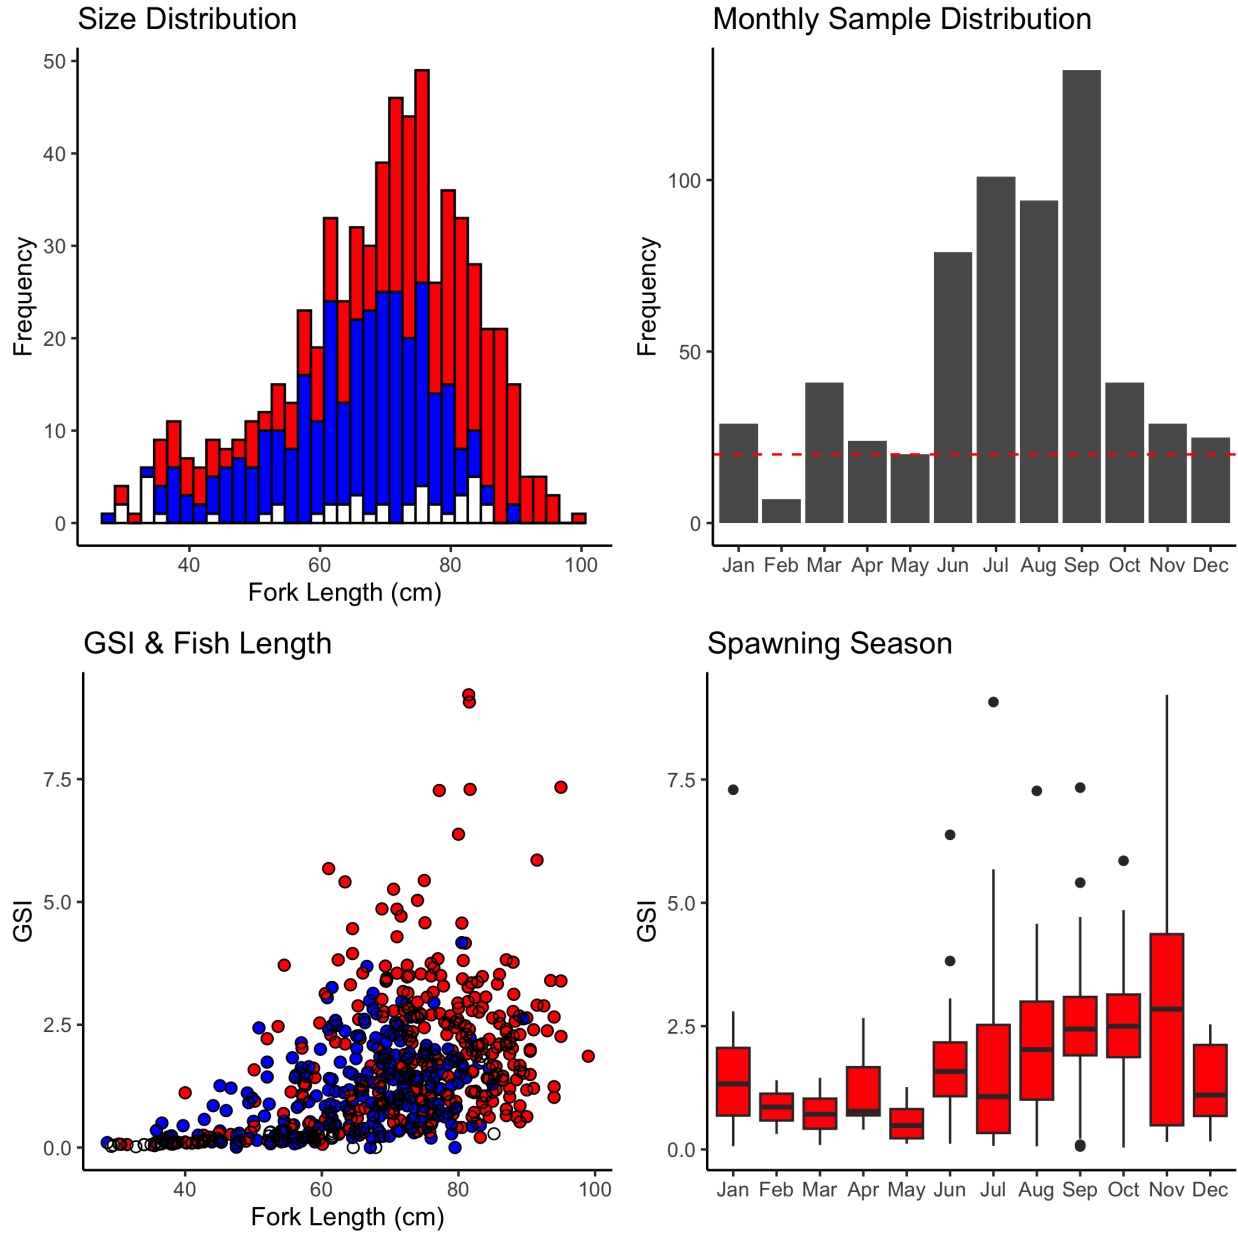 Size Distribution
Frequency
50
40
30
20
10
0
40 60 80 100
Fork Length (cm)
Monthly Sample Distribution
Frequency
100
50
0
Jan Feb Mar Apr May Jun Jul Aug Sep Oct Nov Dec
GSI & Fish Length
GSI
7.5
5.0
2.5
0.0
40 60 80 100
Fork Length (cm)
Spawning Season
GSI
7.5
5.0
2.5
0.0
Jan Feb Mar Apr May Jun Jul Aug Sep Oct Nov Dec